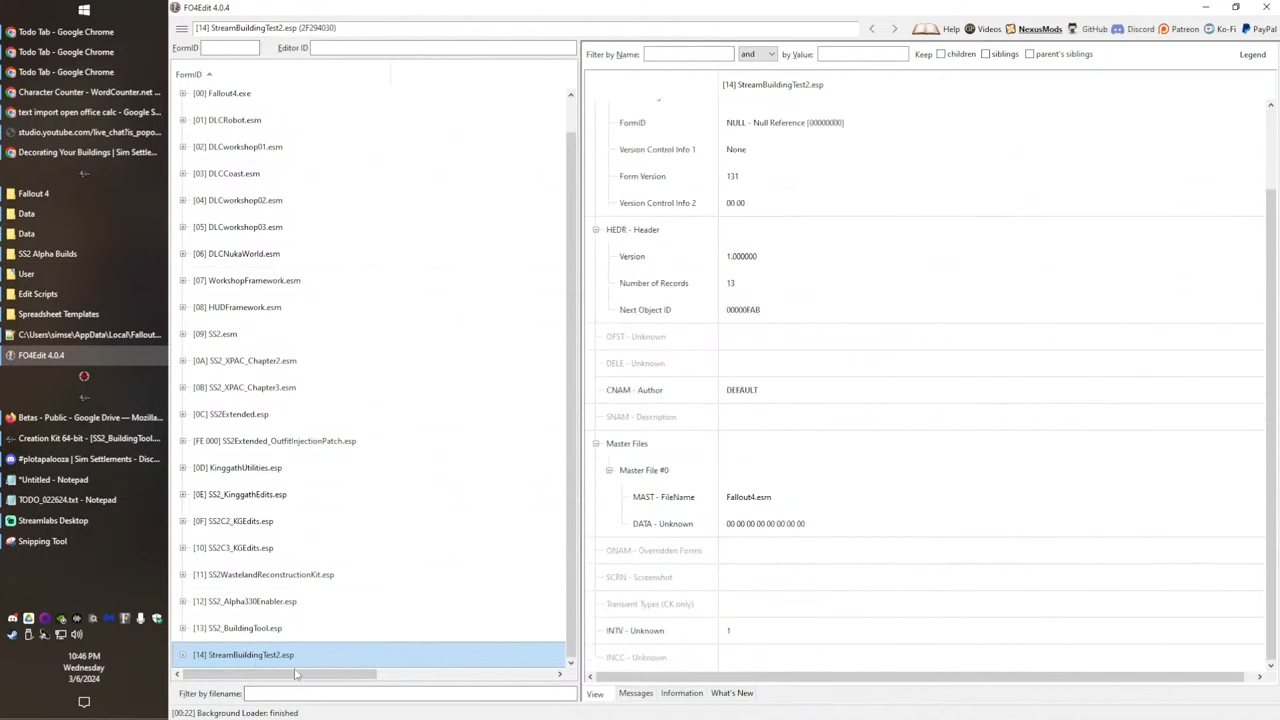 FO4Edit 4.0.4
[14] StreamBuildingTest2.esp (2F294030)
Help Videos NexusMods GitHub Discord Patreon Ko-Fi PayPal
FormID Editor ID
Filter by Name: and by Value: Keep children siblings parent's siblings Legend
Todo Tab - Google Chrome
Todo Tab - Google Chrome
Todo Tab - Google Chrome
Character Counter - WordCounter.net ...
text import open office calc - Google S...
studio.youtube.com/live_chat?is_popo...
Decorating Your Buildings | Sim Settle...
Fallout 4
Data
Data
SS2 Alpha Builds
User
Edit Scripts
Spreadsheet Templates
C:\Users\simse\AppData\Local\Fallout...
FO4Edit 4.0.4
Betas - Public - Google Drive — Mozilla...
Creation Kit 64-bit - [SS2_BuildingTool....
#plotapalooza | Sim Settlements - Disc...
*Untitled - Notepad
TODO_022624.txt - Notepad
Streamlabs Desktop
Snipping Tool
10:46 PM
Wednesday
3/6/2024
FormID
[00] Fallout4.exe
[01] DLCRobot.esm
[02] DLCworkshop01.esm
[03] DLCCoast.esm
[04] DLCworkshop02.esm
[05] DLCworkshop03.esm
[06] DLCNukaWorld.esm
[07] WorkshopFramework.esm
[08] HUDFramework.esm
[09] SS2.esm
[0A] SS2_XPAC_Chapter2.esm
[0B] SS2_XPAC_Chapter3.esm
[0C] SS2Extended.esp
[FE 000] SS2Extended_OutfitInjectionPatch.esp
[0D] KinggathUtilities.esp
[0E] SS2_KinggathEdits.esp
[0F] SS2C2_KGEdits.esp
[10] SS2C3_KGEdits.esp
[11] SS2WastelandReconstructionKit.esp
[12] SS2_Alpha330Enabler.esp
[13] SS2_BuildingTool.esp
[14] StreamBuildingTest2.esp
Filter by filename:
[00:22] Background Loader: finished
[14] StreamBuildingTest2.esp
FormID NULL - Null Reference [00000000]
Version Control Info 1 None
Form Version 131
Version Control Info 2 00 00
HEDR - Header
Version 1.000000
Number of Records 13
Next Object ID 00000FAB
OFST - Unknown
DELE - Unknown
CNAM - Author DEFAULT
SNAM - Description
Master Files
Master File #0
MAST - FileName Fallout4.esm
DATA - Unknown 00 00 00 00 00 00 00 00
ONAM - Overridden Forms
SCRN - Screenshot
Transient Types (CK only)
INTV - Unknown 1
INCC - Unknown
View Messages Information What's New